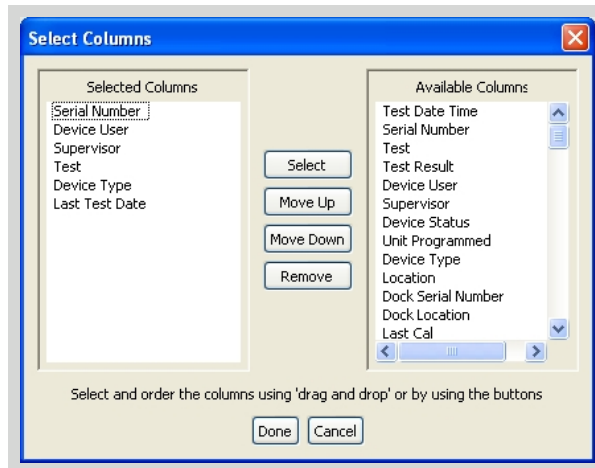 Select Columns
Selected Columns
Serial Number
Device User
Supervisor
Test
Device Type
Last Test Date
Select
Move Up
Move Down
Remove
Available Columns
Test Date Time
Serial Number
Test
Test Result
Device User
Supervisor
Device Status
Unit Programmed
Device Type
Location
Dock Serial Number
Dock Location
Last Cal
Select and order the columns using 'drag and drop' or by using the buttons
Done
Cancel